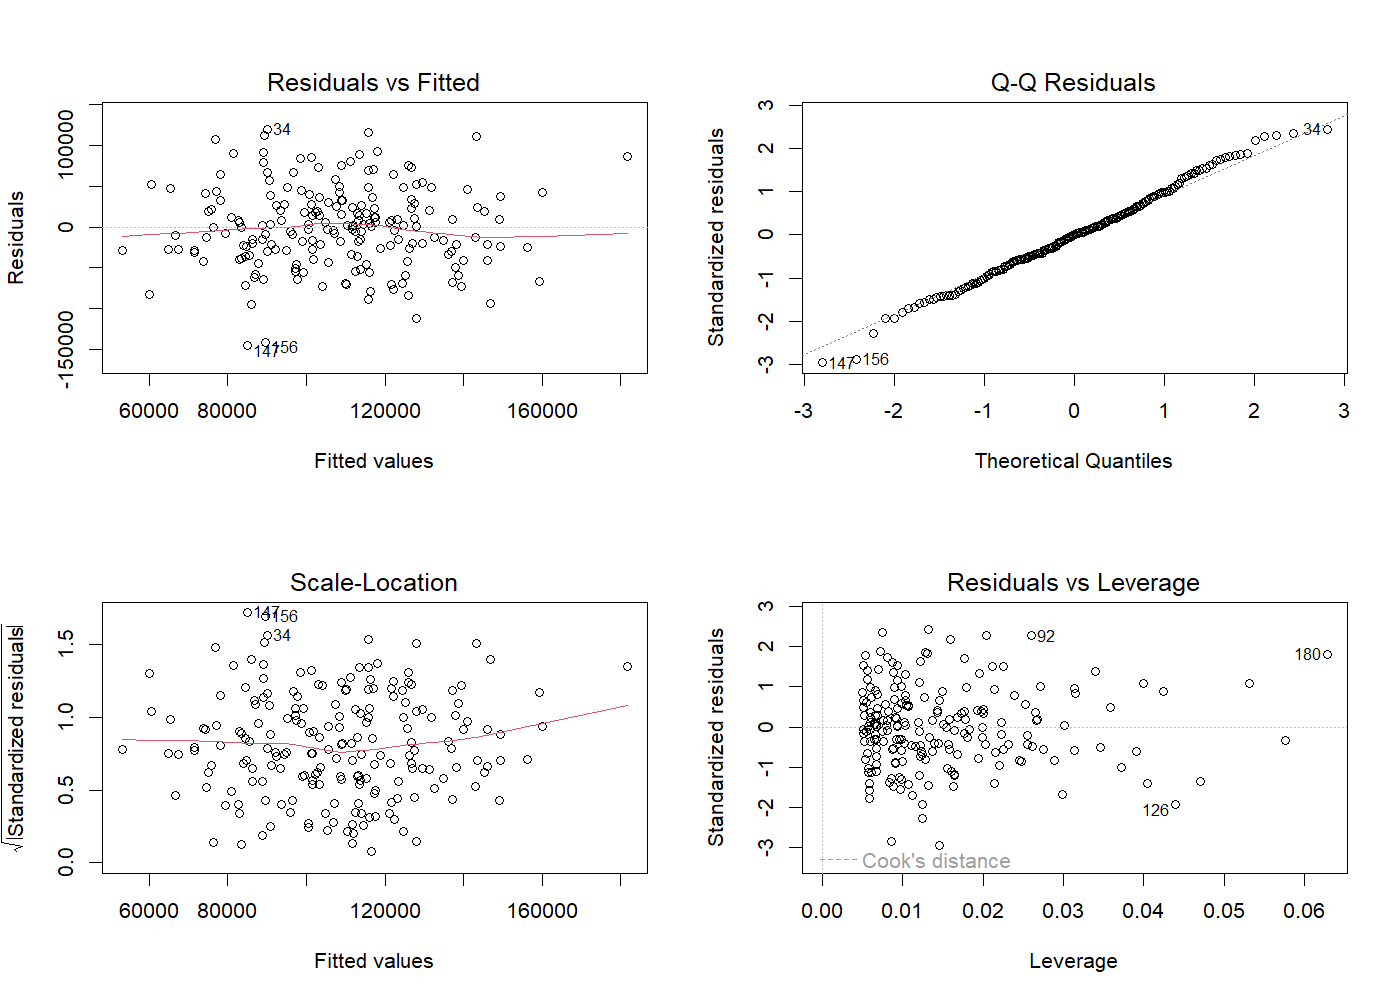 Residuals vs Fitted
Residuals
-150000
0
100000
34
147
156
60000 80000 120000 160000
Fitted values
Q-Q Residuals
Standardized residuals
-3 -2 -1 0 1 2 3
34
147
156
-3 -2 -1 0 1 2 3
Theoretical Quantiles
Scale-Location
√|Standardized residuals|
0.0 0.5 1.0 1.5
147
156
34
60000 80000 120000 160000
Fitted values
Residuals vs Leverage
Standardized residuals
-3 -2 -1 0 1 2 3
92
180
126
Cook's distance
0.00 0.01 0.02 0.03 0.04 0.05 0.06
Leverage